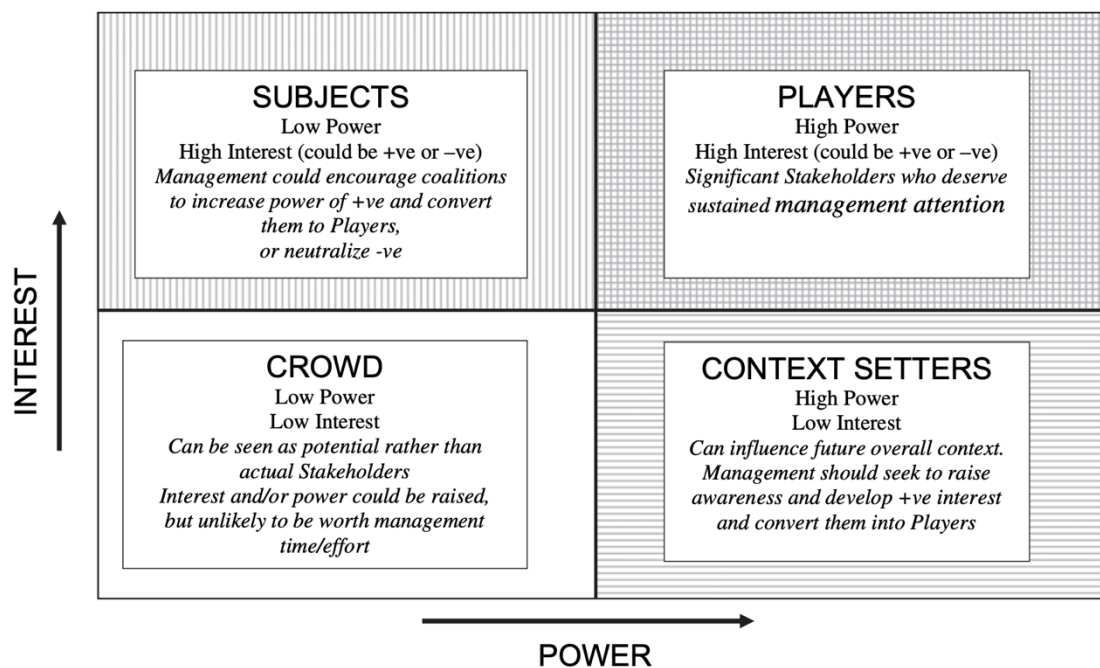 SUBJECTS
Low Power
High Interest (could be +ve or –ve)
Management could encourage coalitions
to increase power of +ve and convert
them to Players,
or neutralize -ve
PLAYERS
High Power
High Interest (could be +ve or –ve)
Significant Stakeholders who deserve
sustained management attention
INTEREST
CROWD
Low Power
Low Interest
Can be seen as potential rather than
actual Stakeholders
Interest and/or power could be raised,
but unlikely to be worth management
time/effort
CONTEXT SETTERS
High Power
Low Interest
Can influence future overall context.
Management should seek to raise
awareness and develop +ve interest
and convert them into Players
POWER